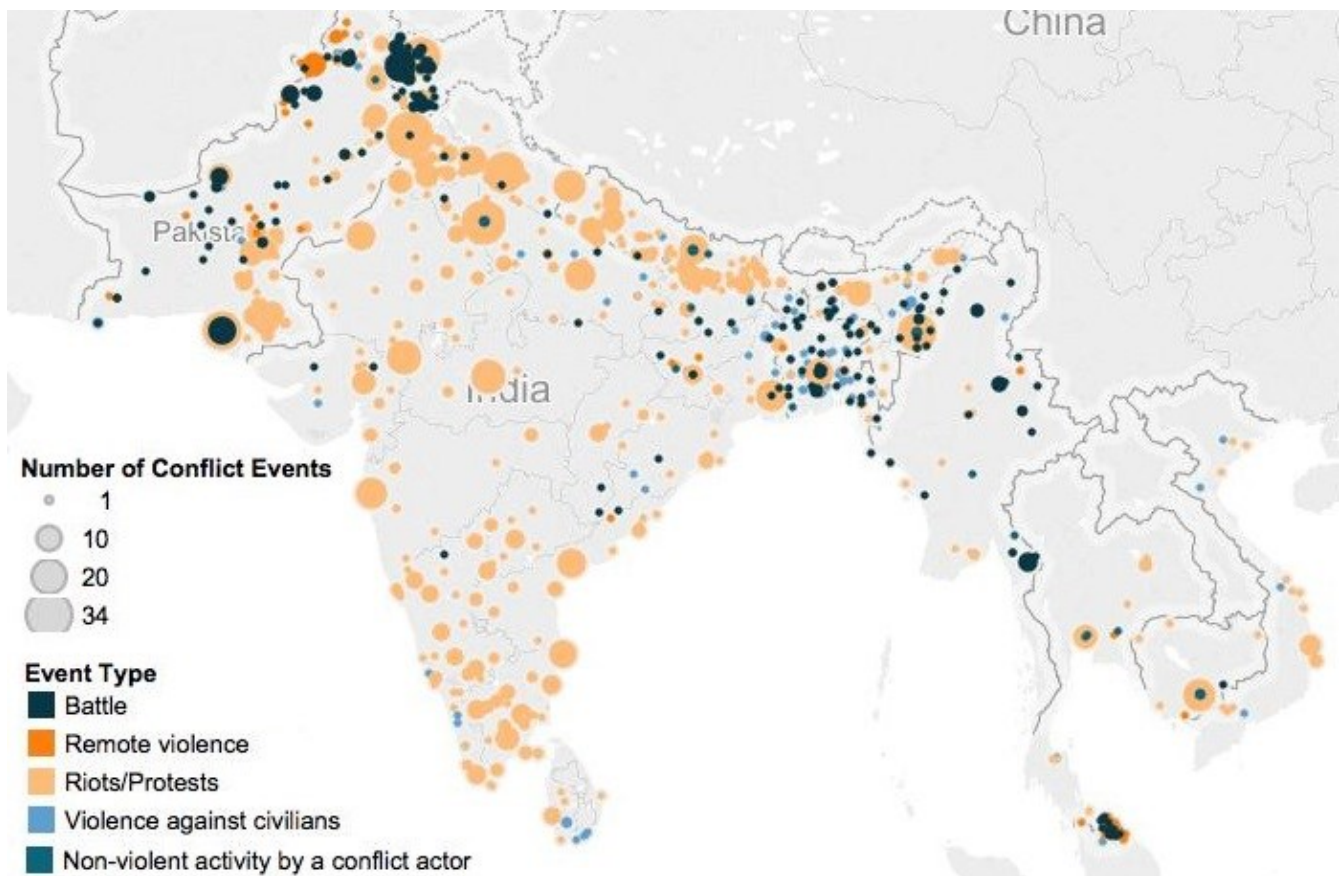 China
Pakista
India
Number of Conflict Events
1
10
20
34
Event Type
Battle
Remote violence
Riots/Protests
Violence against civilians
Non-violent activity by a conflict actor